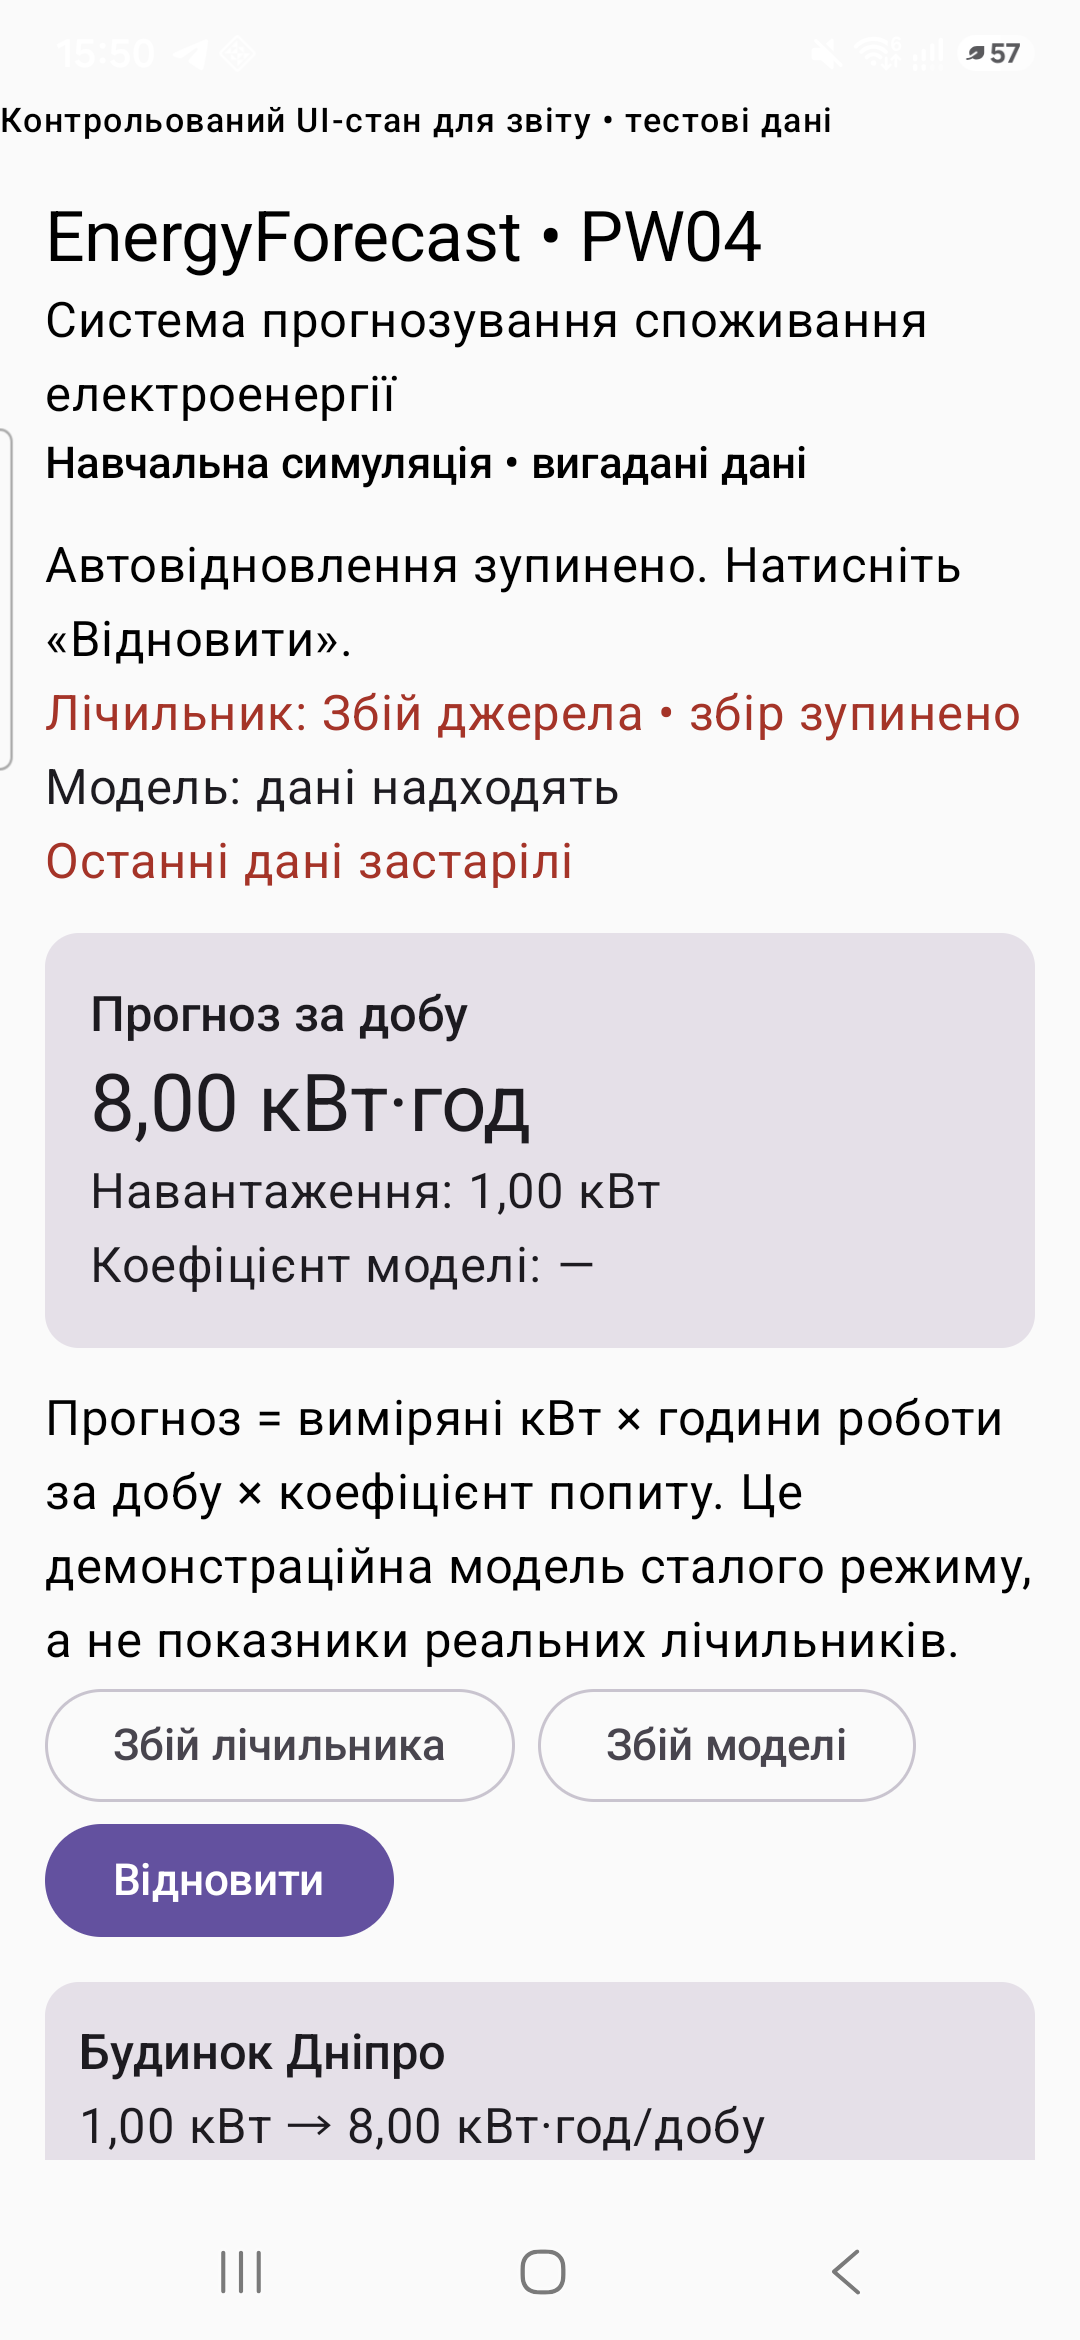 15:50
57
Контрольований UI-стан для звіту • тестові дані
EnergyForecast • PW04
Система прогнозування споживання
електроенергії
Навчальна симуляція • вигадані дані
Автовідновлення зупинено. Натисніть
«Відновити».
Лічильник: Збій джерела • збір зупинено
Модель: дані надходять
Останні дані застарілі
Прогноз за добу
8,00 кВт·год
Навантаження: 1,00 кВт
Коефіцієнт моделі: —
Прогноз = виміряні кВт × години роботи
за добу × коефіцієнт попиту. Це
демонстраційна модель сталого режиму,
а не показники реальних лічильників.
Збій лічильника
Збій моделі
Відновити
Будинок Дніпро
1,00 кВт → 8,00 кВт·год/добу